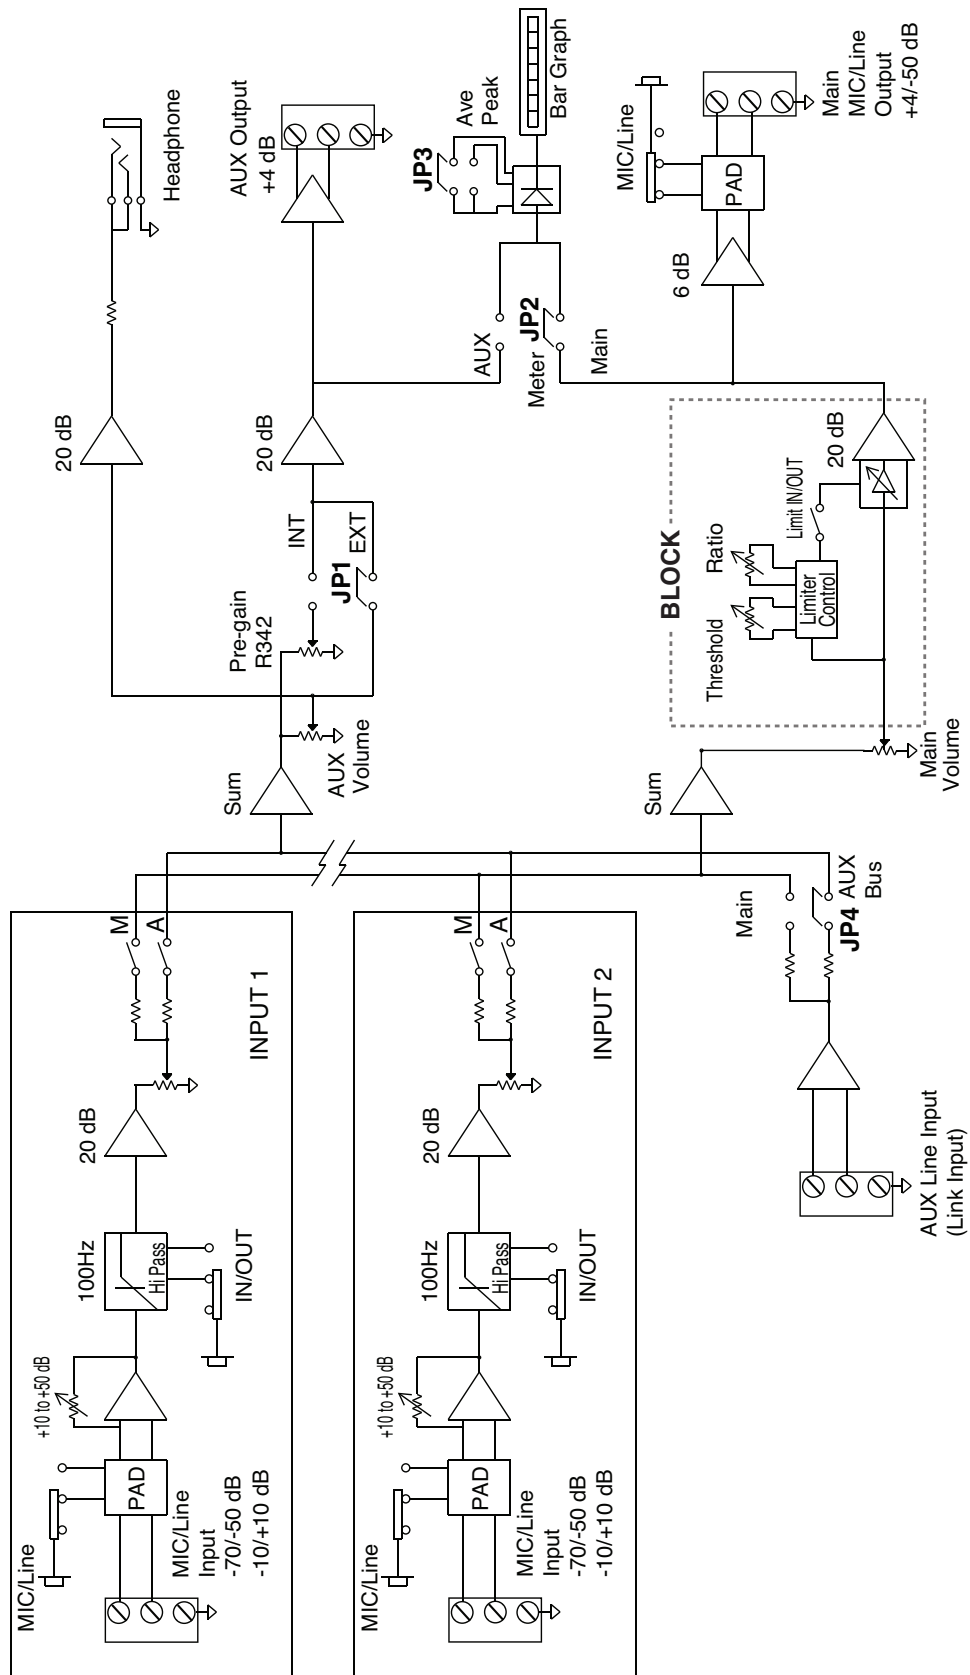 MIC/Line
PAD
MIC/Line
Input
-70/-50 dB
-10/+10 dB
+10 to +50 dB
100Hz
Hi Pass
IN/OUT
20 dB
M
A
INPUT 1
MIC/Line
PAD
MIC/Line
Input
-70/-50 dB
-10/+10 dB
+10 to +50 dB
100Hz
Hi Pass
IN/OUT
20 dB
M
A
INPUT 2
AUX Line Input
(Link Input)
Main
JP4
AUX
Bus
Sum
AUX
Volume
Pre-gain
R342
INT
JP1
EXT
20 dB
Headphone
20 dB
AUX Output
+4 dB
Sum
Main
Volume
BLOCK
Threshold
Ratio
Limiter
Control
Limit IN/OUT
20 dB
AUX
Meter
JP2
Main
JP3
Ave
Peak
Bar Graph
6 dB
MIC/Line
PAD
Main
MIC/Line
Output
+4/-50 dB